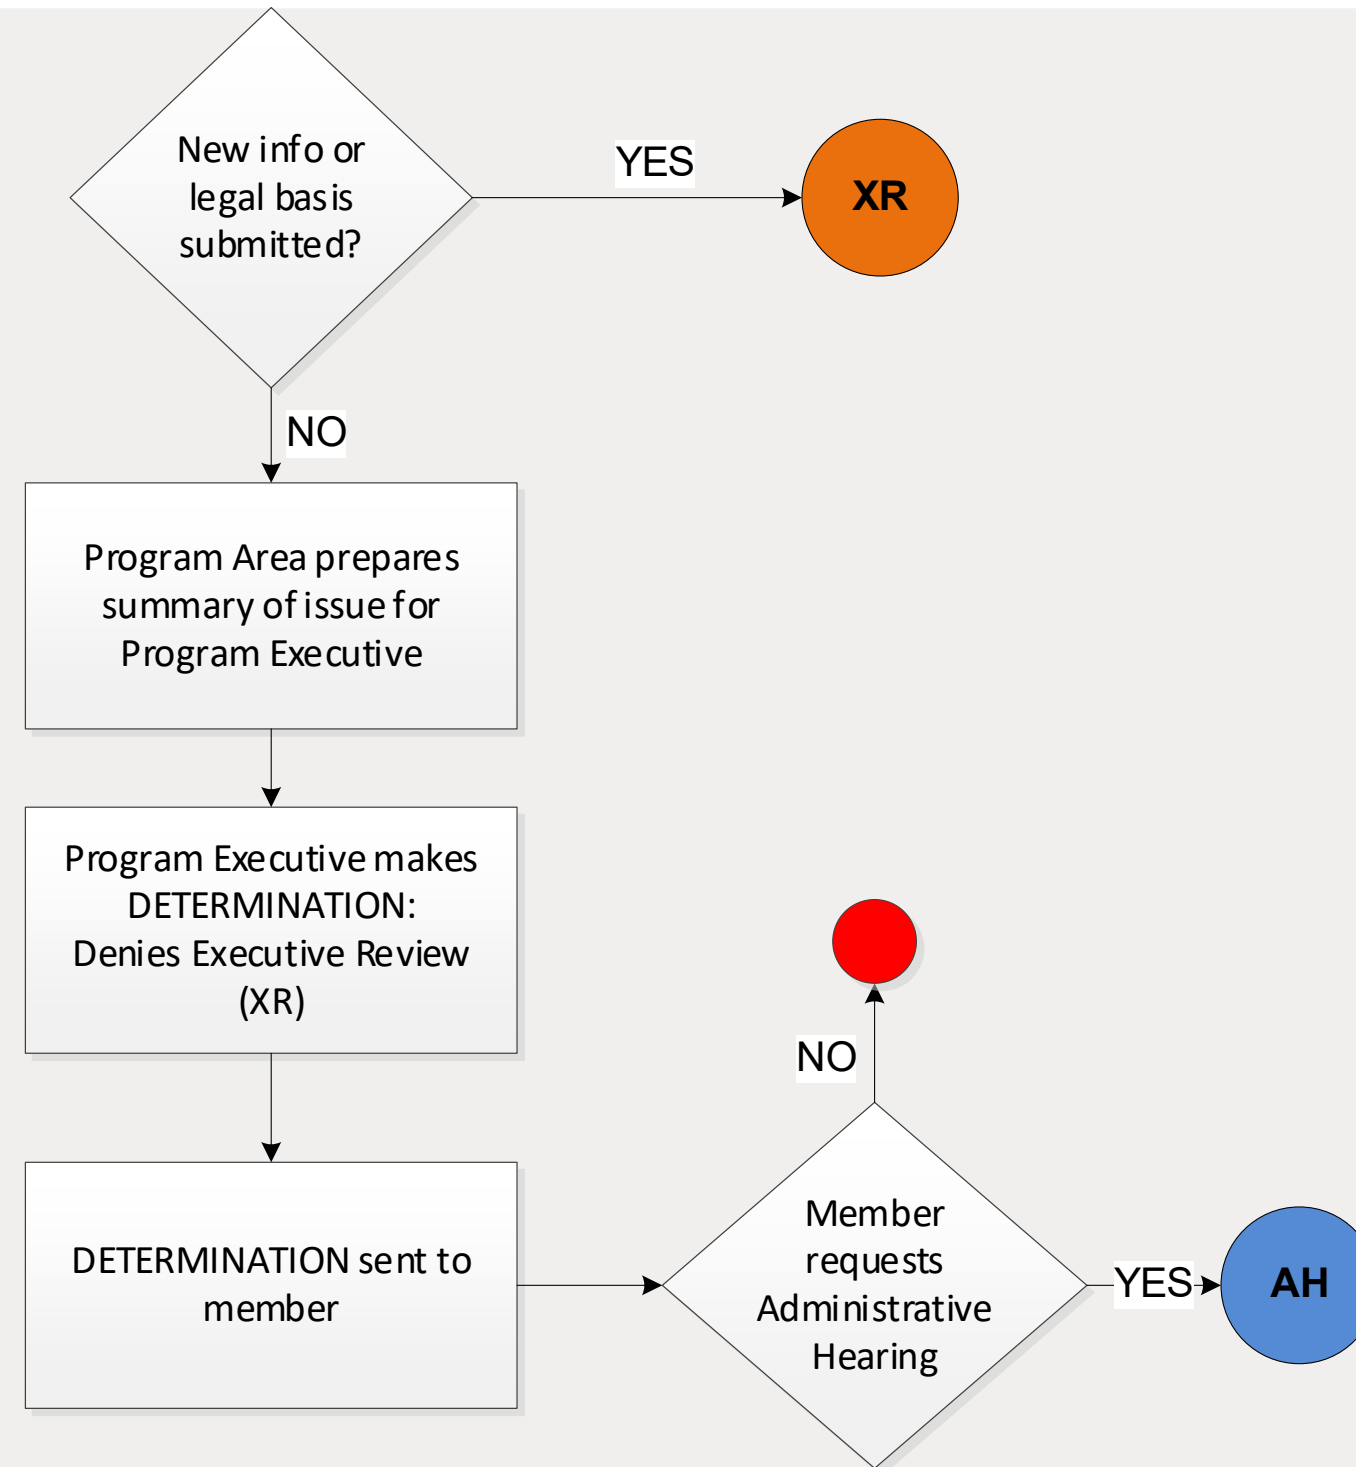 New info or
legal basis
submitted?
YES
XR
NO
Program Area prepares
summary of issue for
Program Executive
Program Executive makes
DETERMINATION:
Denies Executive Review
(XR)
NO
DETERMINATION sent to
member
Member
requests
Administrative
Hearing
YES
AH